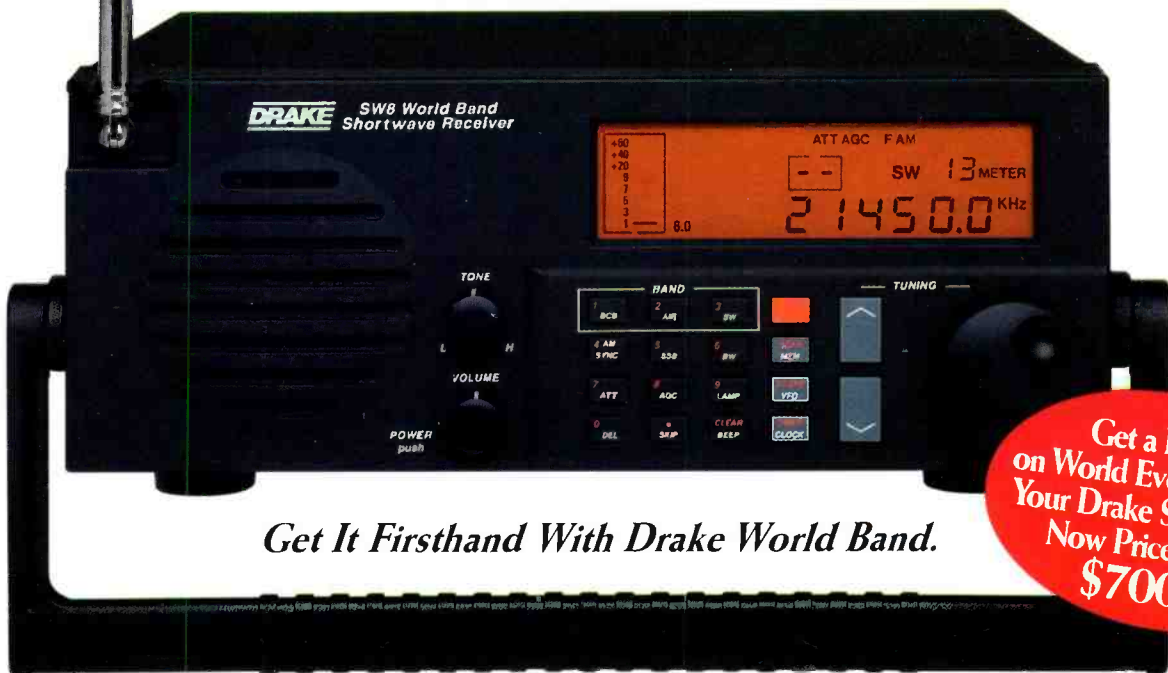 DRAKE SW8 World Band
Shortwave Receiver
+60
+40
+20
9
7
5
3
1
6.0
ATT AGC F AM
-- SW 13 METER
21450.0 KHz
TONE
L H
VOLUME
POWER
push
BAND
TUNING
1 BCB 2 AIR 3 SW
4 AM SYNC 5 SSB 6 BW MEM
7 ATT 8 AGC 9 LAMP VFO
0 DEL SKIP CLEAR BEEP CLOCK
Get It Firsthand With Drake World Band.
Get a
on World
Your Drake
Now
$700